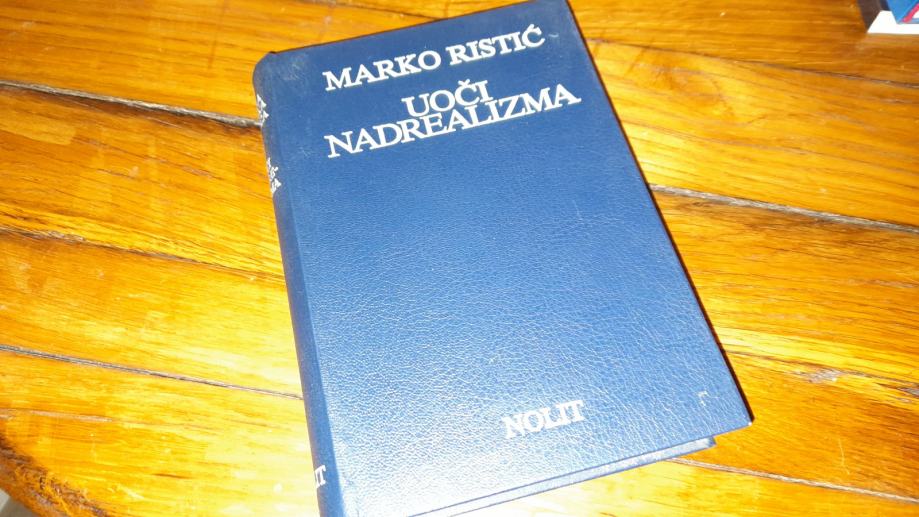 MARKO RISTIĆ
UOČI
NADREALIZMA
NOLIT